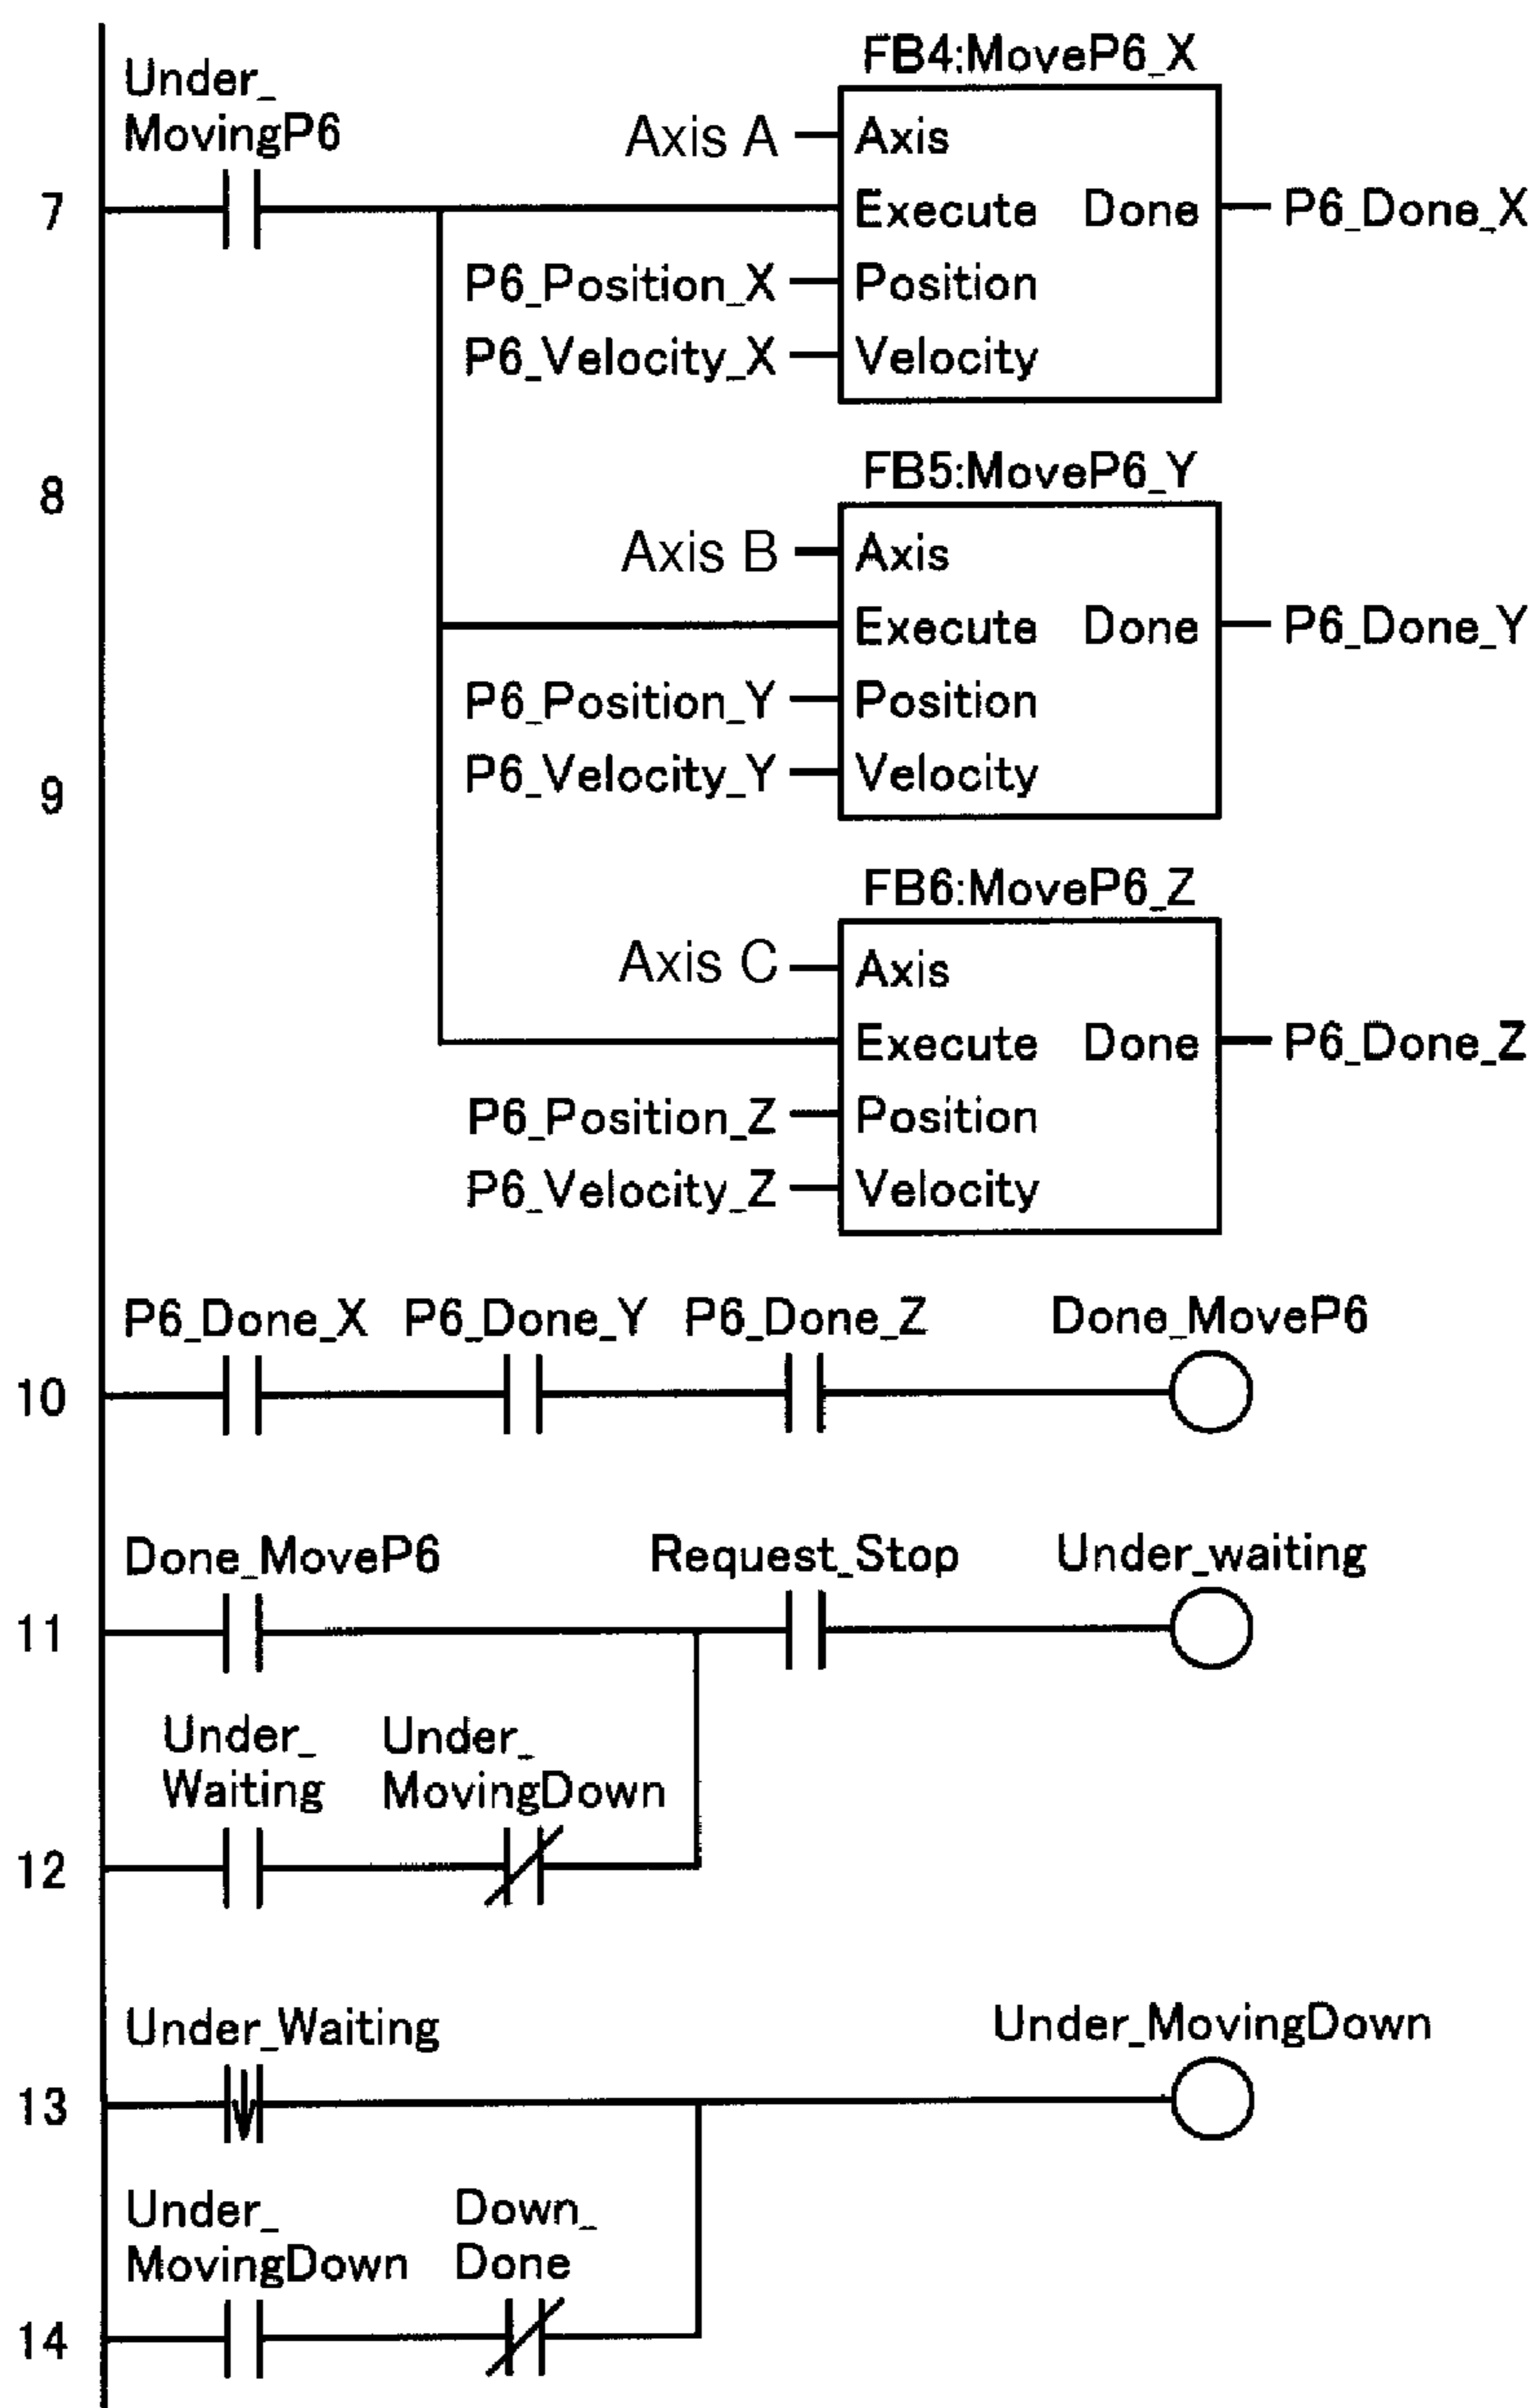 FB4:MoveP6_X
Under_
MovingP6
Axis A
Axis
7
Execute Done
P6_Done_X
P6_Position_X
Position
P6_Velocity_X
Velocity
FB5:MoveP6_Y
8
Axis B
Axis
Execute Done
P6_Done_Y
P6_Position_Y
Position
P6_Velocity_Y
Velocity
9
FB6:MoveP6_Z
Axis C
Axis
Execute Done
P6_Done_Z
P6_Position_Z
Position
P6_Velocity_Z
Velocity
P6_Done_X P6_Done_Y P6_Done_Z Done_MoveP6
10
Done_MoveP6 Request_Stop Under_waiting
11
Under_
Waiting
Under_
MovingDown
12
Under_Waiting Under_MovingDown
13
Under_
MovingDown
Down_
Done
14